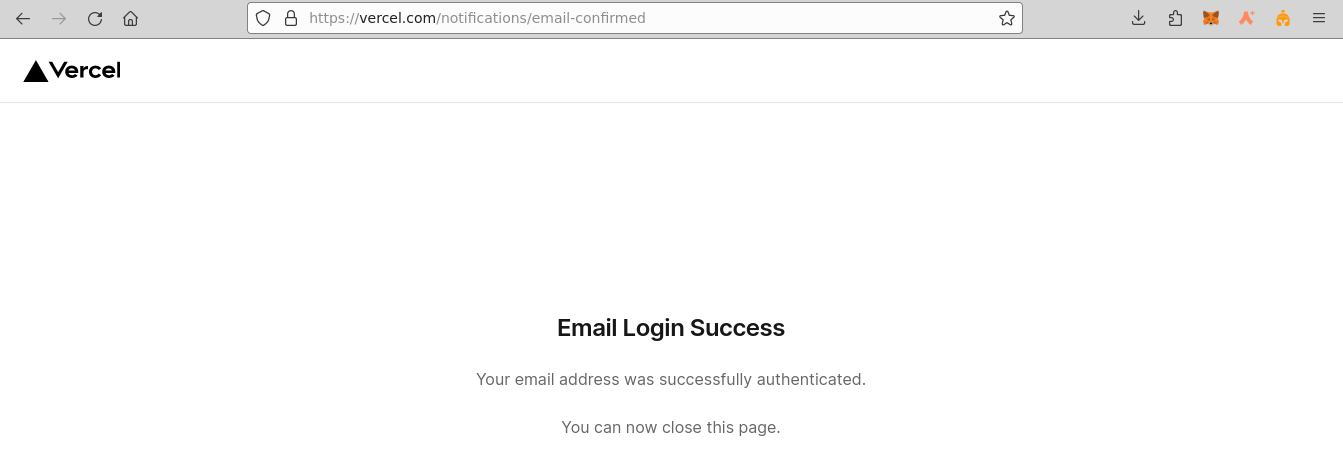 https://vercel.com/notifications/email-confirmed
Vercel
Email Login Success
Your email address was successfully authenticated.
You can now close this page.